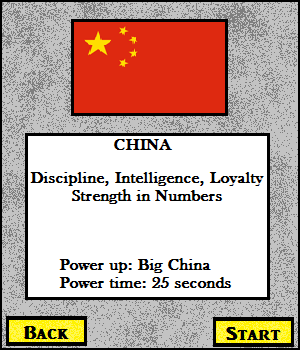 CHINA
Discipline, Intelligence, Loyalty
Strength in Numbers
Power up: Big China
Power time: 25 seconds
Back
Start